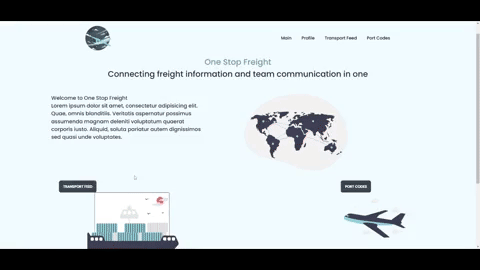 Main Profile Transport Feed Port Codes
One Stop Freight
Connecting freight information and team communication in one
Welcome to One Stop Freight
Lorem ipsum dolor sit amet, consectetur adipisicing elit.
Quae, omnis blanditiis. Veritatis aspernatur possimus
assumenda magnam deleniti voluptatum quaerat
corporis iusto. Aliquid, soluta pariatur autem dignissimos
sed quasi unde voluptates.
TRANSPORT FEED
PORT CODES